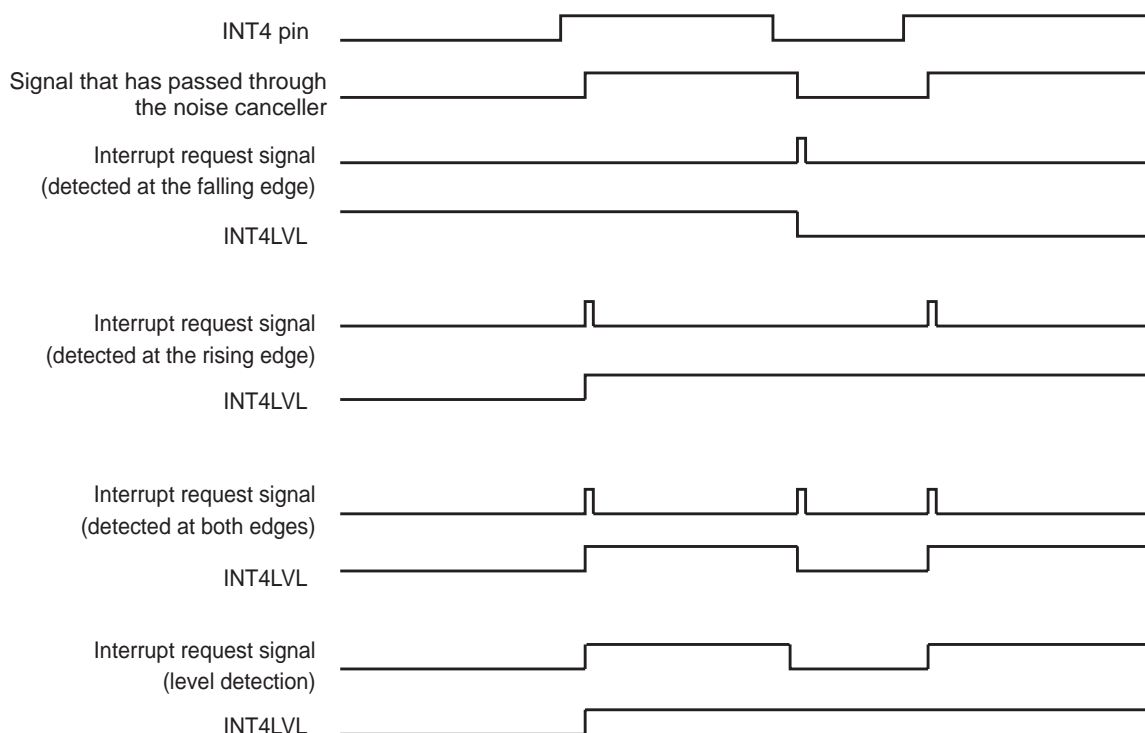 INT4 pin
Signal that has passed through
the noise canceller
Interrupt request signal
(detected at the falling edge)
INT4LVL
Interrupt request signal
(detected at the rising edge)
INT4LVL
Interrupt request signal
(detected at both edges)
INT4LVL
Interrupt request signal
(level detection)
INT4LVL